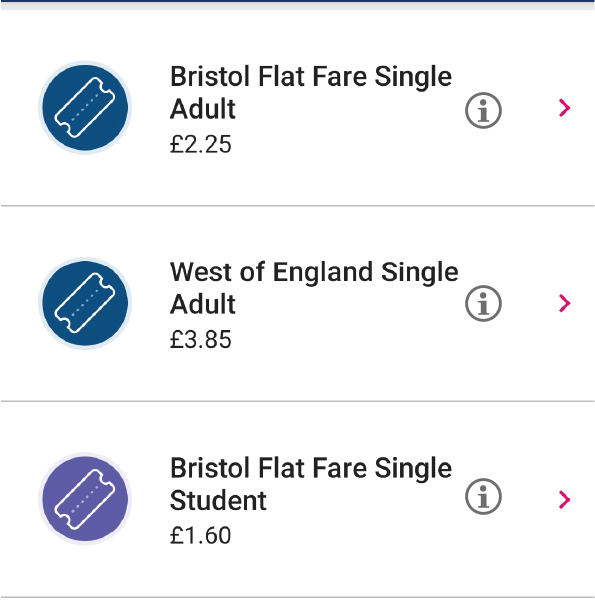 Bristol Flat Fare Single
Adult
£2.25
West of England Single
Adult
£3.85
Bristol Flat Fare Single
Student
£1.60